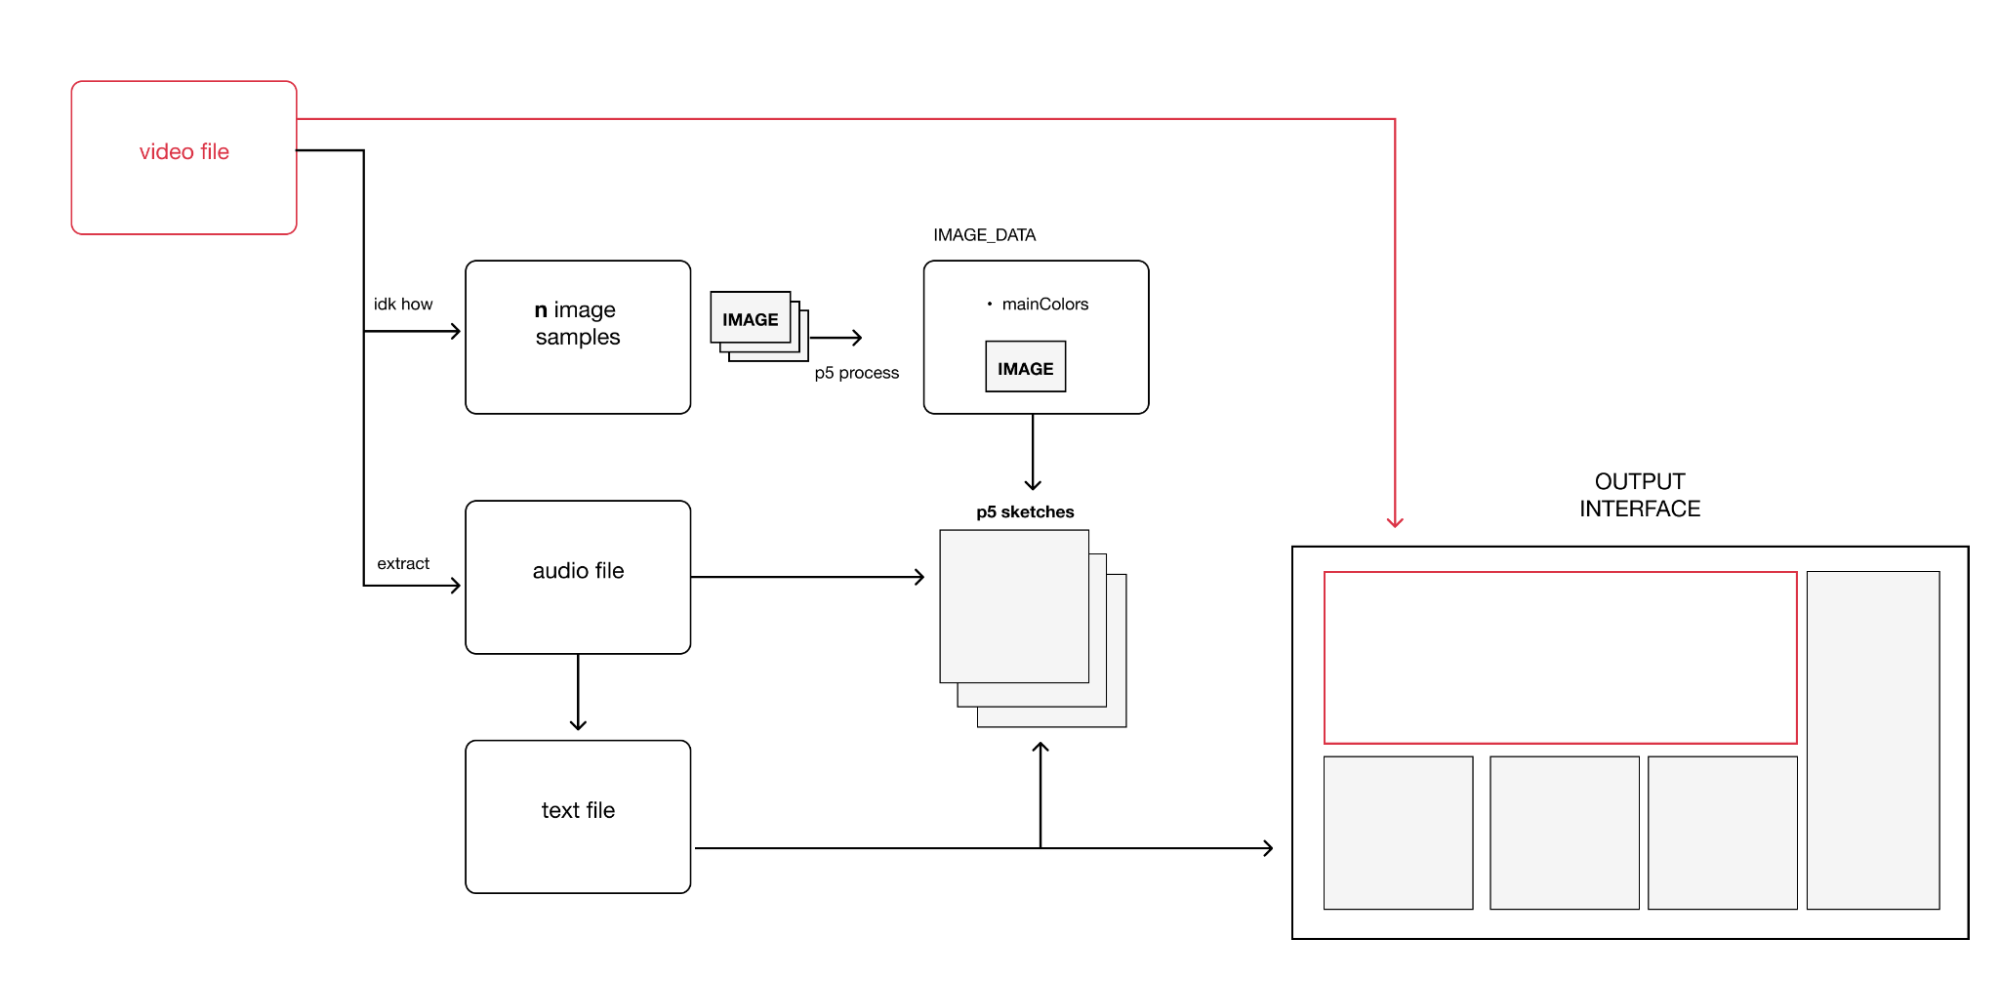 video file
idk how
n image
samples
IMAGE
p5 process
IMAGE_DATA
• mainColors
IMAGE
extract
audio file
p5 sketches
text file
OUTPUT
INTERFACE